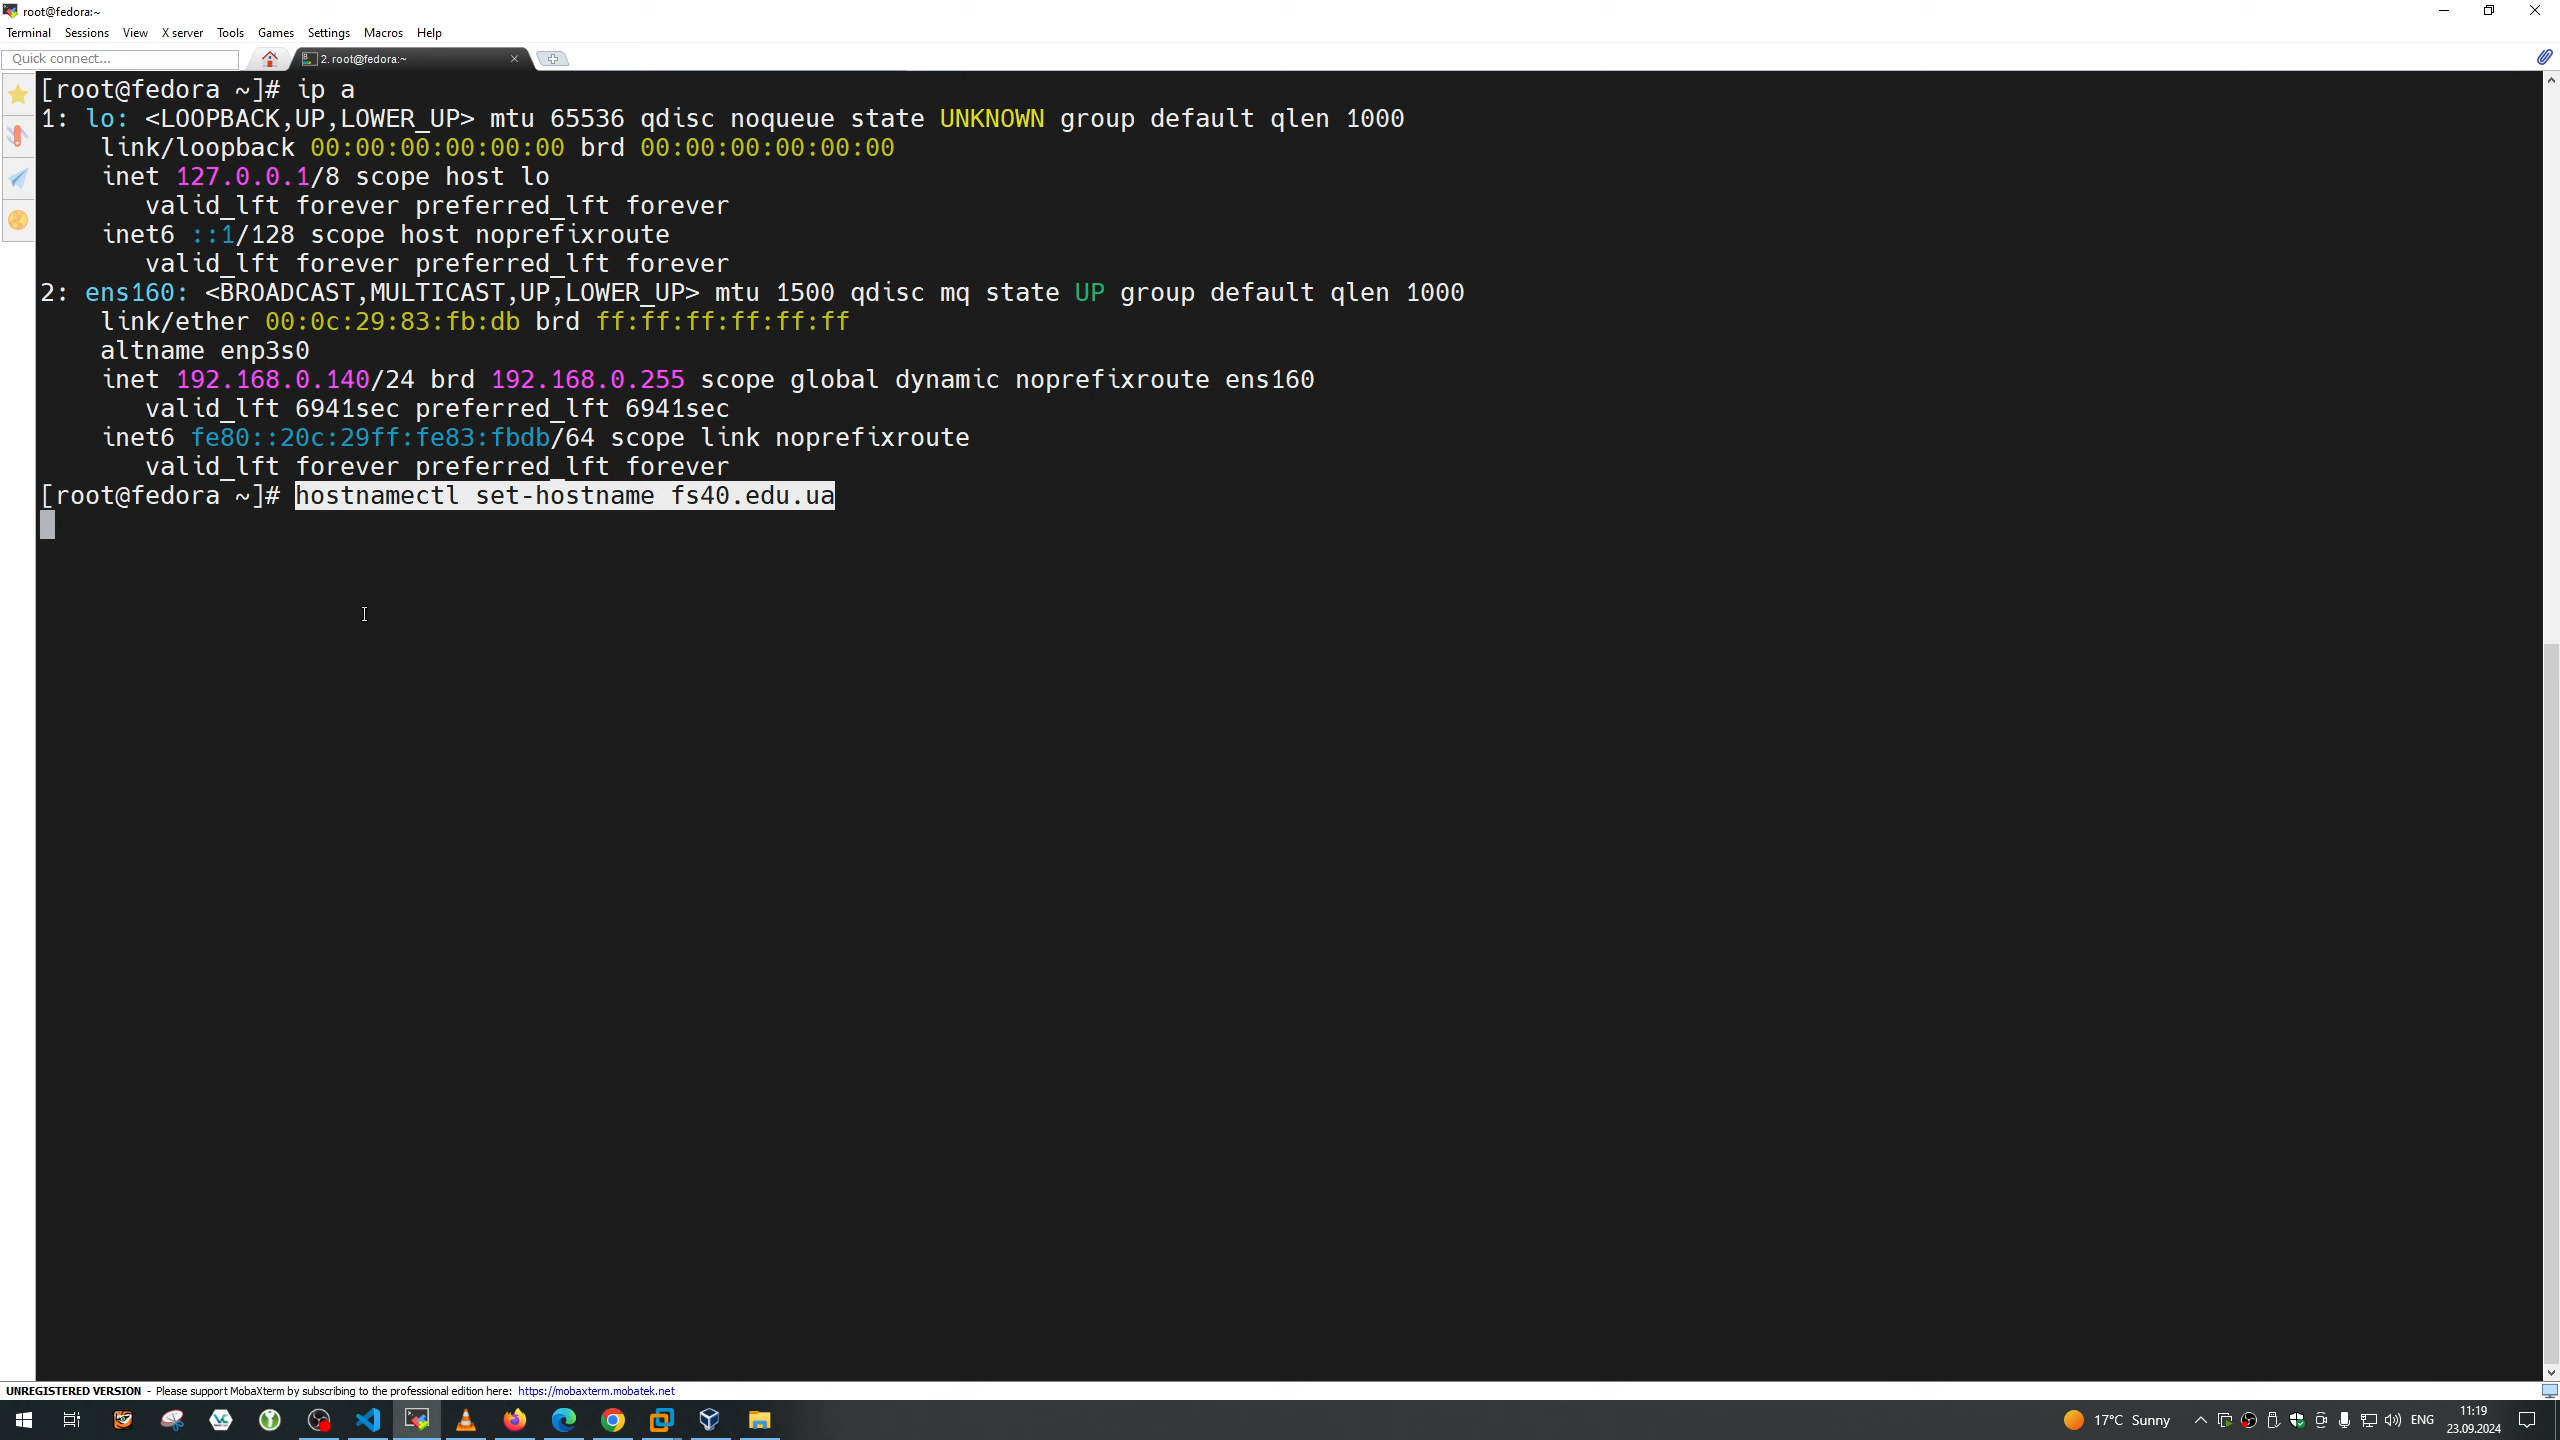 root@fedora:~
Terminal Sessions View X server Tools Games Settings Macros Help
Quick connect... 2. root@fedora:~
[root@fedora ~]# ip a
1: lo: <LOOPBACK,UP,LOWER_UP> mtu 65536 qdisc noqueue state UNKNOWN group default qlen 1000
    link/loopback 00:00:00:00:00:00 brd 00:00:00:00:00:00
    inet 127.0.0.1/8 scope host lo
       valid_lft forever preferred_lft forever
    inet6 ::1/128 scope host noprefixroute
       valid_lft forever preferred_lft forever
2: ens160: <BROADCAST,MULTICAST,UP,LOWER_UP> mtu 1500 qdisc mq state UP group default qlen 1000
    link/ether 00:0c:29:83:fb:db brd ff:ff:ff:ff:ff:ff
    altname enp3s0
    inet 192.168.0.140/24 brd 192.168.0.255 scope global dynamic noprefixroute ens160
       valid_lft 6941sec preferred_lft 6941sec
    inet6 fe80::20c:29ff:fe83:fbdb/64 scope link noprefixroute
       valid_lft forever preferred_lft forever
[root@fedora ~]# hostnamectl set-hostname fs40.edu.ua
UNREGISTERED VERSION - Please support MobaXterm by subscribing to the professional edition here: https://mobaxterm.mobatek.net
17°C Sunny ENG 11:19
23.09.2024